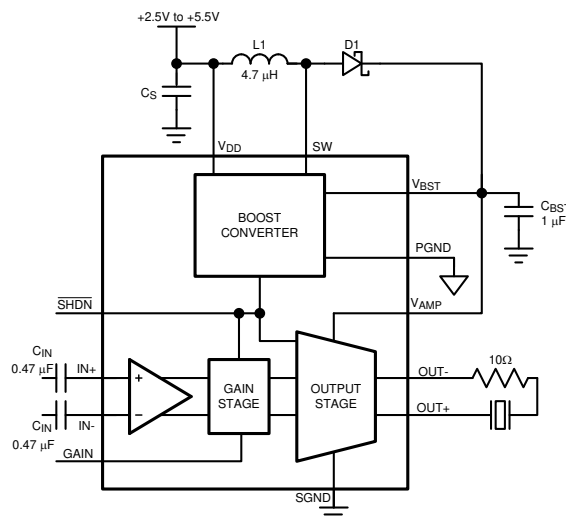 +2.5V to +5.5V
L1
4.7 μH
D1
CS
VDD
SW
BOOST
CONVERTER
VBST
CBST
1 μF
PGND
SHDN
VAMP
CIN
0.47 μF
IN+
+
-
GAIN
STAGE
OUTPUT
STAGE
OUT-
10Ω
OUT+
CIN
IN-
0.47 μF
GAIN
SGND